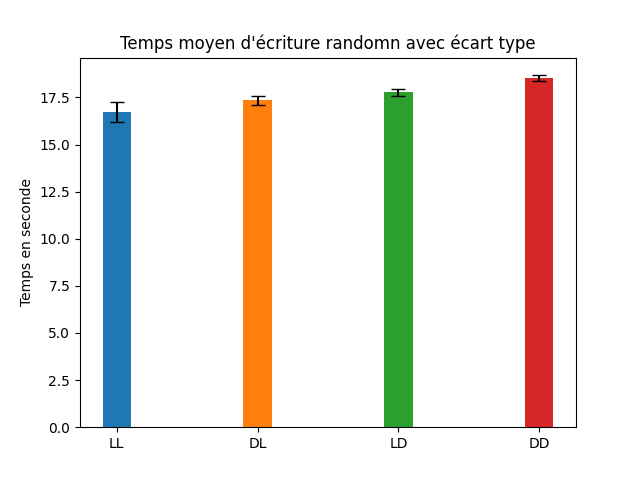 Temps moyen d'écriture randomn avec écart type
Temps en seconde
17.5
15.0
12.5
10.0
7.5
5.0
2.5
0.0
LL
DL
LD
DD